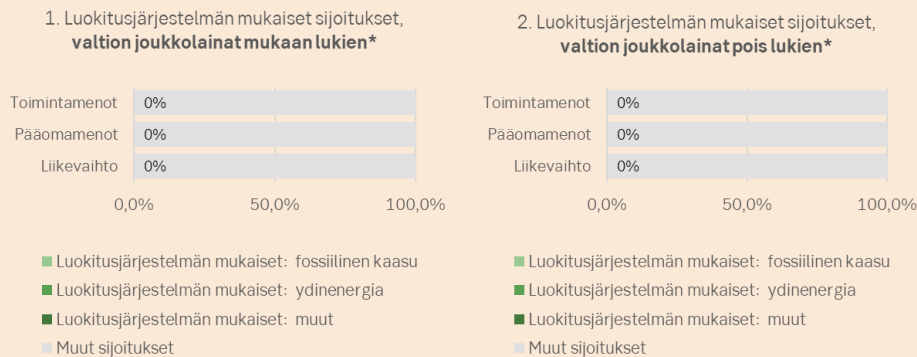 1. Luokitusjärjestelmän mukaiset sijoitukset,
valtion joukkolainat mukaan lukien*
Toimintamenot 0%
Pääomamenot 0%
Liikevaihto 0%
0,0% 50,0% 100,0%
Luokitusjärjestelmän mukaiset: fossiilinen kaasu
Luokitusjärjestelmän mukaiset: ydinenergia
Luokitusjärjestelmän mukaiset: muut
Muut sijoitukset
2. Luokitusjärjestelmän mukaiset sijoitukset,
valtion joukkolainat pois lukien*
Toimintamenot 0%
Pääomamenot 0%
Liikevaihto 0%
0,0% 50,0% 100,0%
Luokitusjärjestelmän mukaiset: fossiilinen kaasu
Luokitusjärjestelmän mukaiset: ydinenergia
Luokitusjärjestelmän mukaiset: muut
Muut sijoitukset